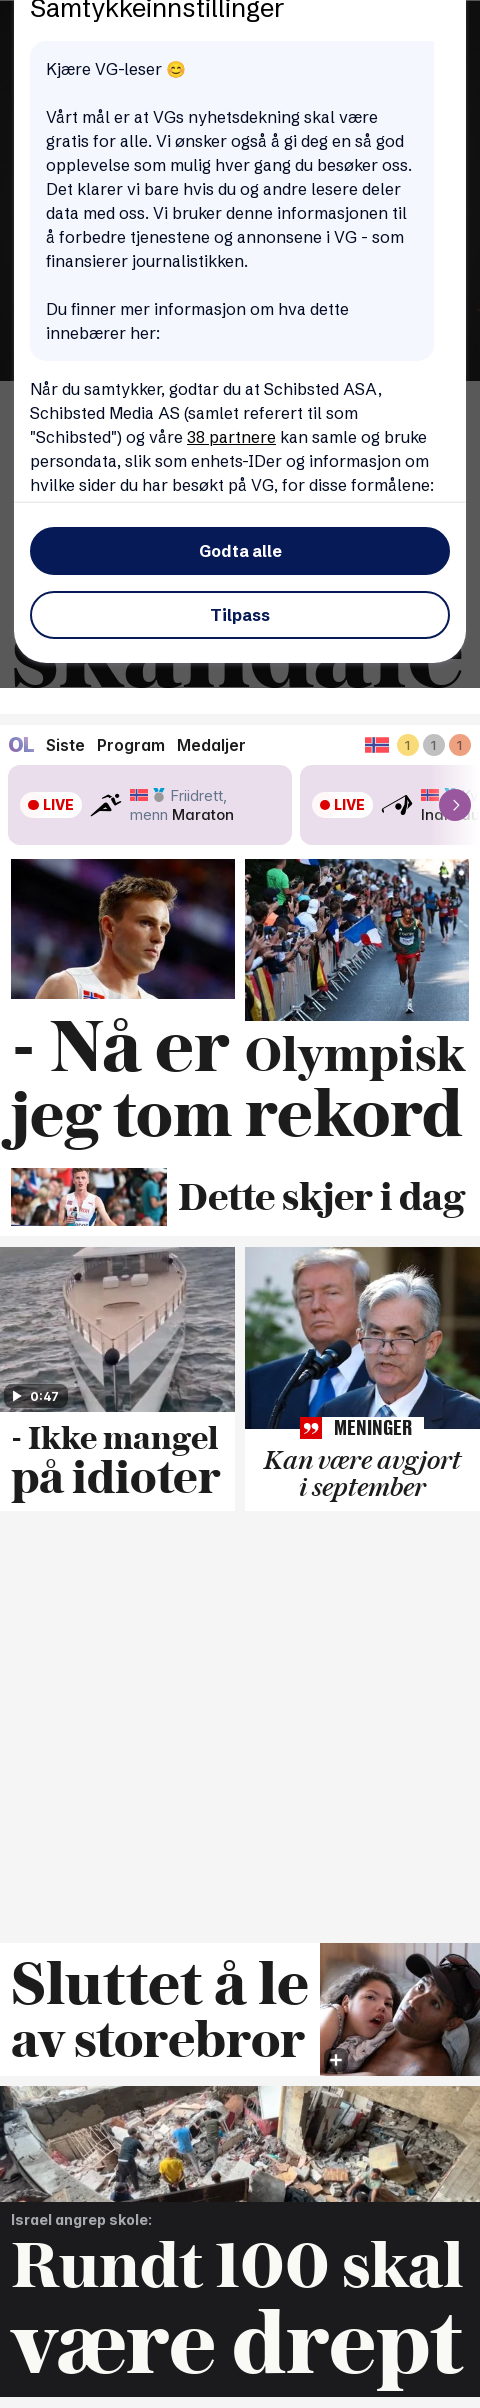 Samtykkeinnstillinger
Kjære VG-leser 😊
Vårt mål er at VGs nyhetsdekning skal være
gratis for alle. Vi ønsker også å gi deg en så god
opplevelse som mulig hver gang du besøker oss.
Det klarer vi bare hvis du og andre lesere deler
data med oss. Vi bruker denne informasjonen til
å forbedre tjenestene og annonsene i VG - som
finansierer journalistikken.
Du finner mer informasjon om hva dette
innebærer her:
Når du samtykker, godtar du at Schibsted ASA,
Schibsted Media AS (samlet referert til som
"Schibsted") og våre 38 partnere kan samle og bruke
persondata, slik som enhets-IDer og informasjon om
hvilke sider du har besøkt på VG, for disse formålene:
Godta alle
Tilpass
skandale
OL Siste Program Medaljer 1 1 1
LIVE Friidrett,
menn Maraton
LIVE
- Nå er
jeg tom
Olympisk
rekord
Dette skjer i dag
0:47
- Ikke mangel
på idioter
MENINGER
Kan være avgjort
i september
Sluttet å le
av storebror
Israel angrep skole:
Rundt 100 skal
være drept